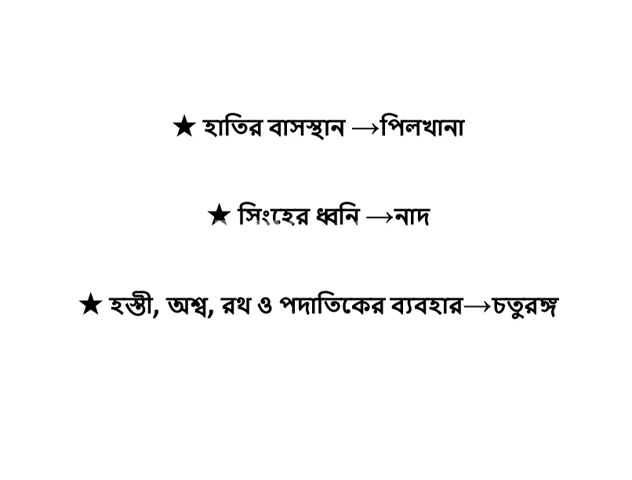 ★ হাতির বাসস্থান →পিলখানা
★ সিংহের ধ্বনি →নাদ
★ হস্তী, অশ্ব, রথ ও পদাতিকের ব্যবহার→চতুরঙ্গ